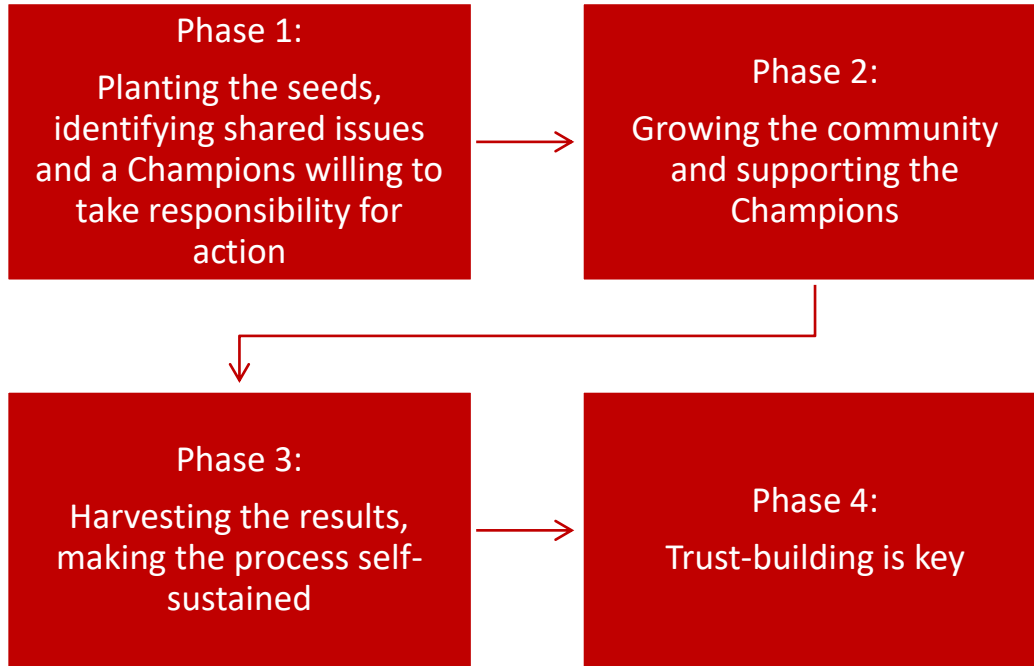 Phase 1:
Planting the seeds,
identifying shared issues
and a Champions willing to
take responsibility for
action
Phase 2:
Growing the community
and supporting the
Champions
Phase 3:
Harvesting the results,
making the process self-
sustained
Phase 4:
Trust-building is key